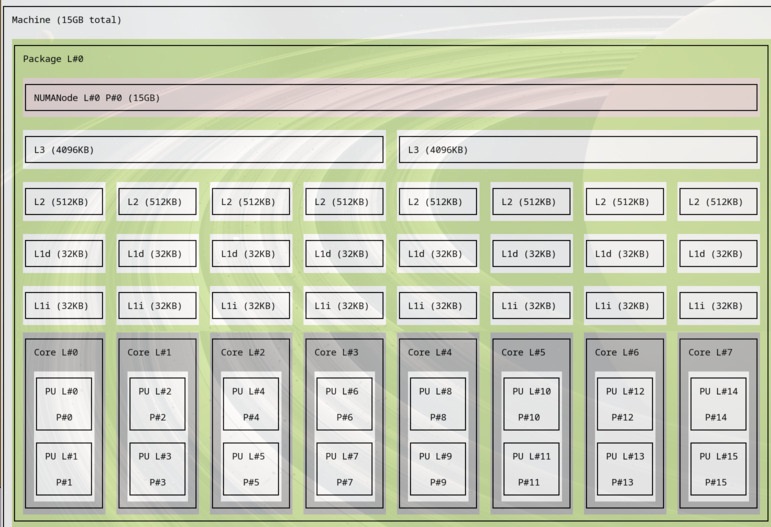 Machine (15GB total)
Package L#0
NUMANode L#0 P#0 (15GB)
L3 (4096KB) L3 (4096KB)
L2 (512KB) L2 (512KB) L2 (512KB) L2 (512KB) L2 (512KB) L2 (512KB) L2 (512KB) L2 (512KB)
L1d (32KB) L1d (32KB) L1d (32KB) L1d (32KB) L1d (32KB) L1d (32KB) L1d (32KB) L1d (32KB)
L1i (32KB) L1i (32KB) L1i (32KB) L1i (32KB) L1i (32KB) L1i (32KB) L1i (32KB) L1i (32KB)
Core L#0 Core L#1 Core L#2 Core L#3 Core L#4 Core L#5 Core L#6 Core L#7
PU L#0 PU L#2 PU L#4 PU L#6 PU L#8 PU L#10 PU L#12 PU L#14
P#0 P#2 P#4 P#6 P#8 P#10 P#12 P#14
PU L#1 PU L#3 PU L#5 PU L#7 PU L#9 PU L#11 PU L#13 PU L#15
P#1 P#3 P#5 P#7 P#9 P#11 P#13 P#15